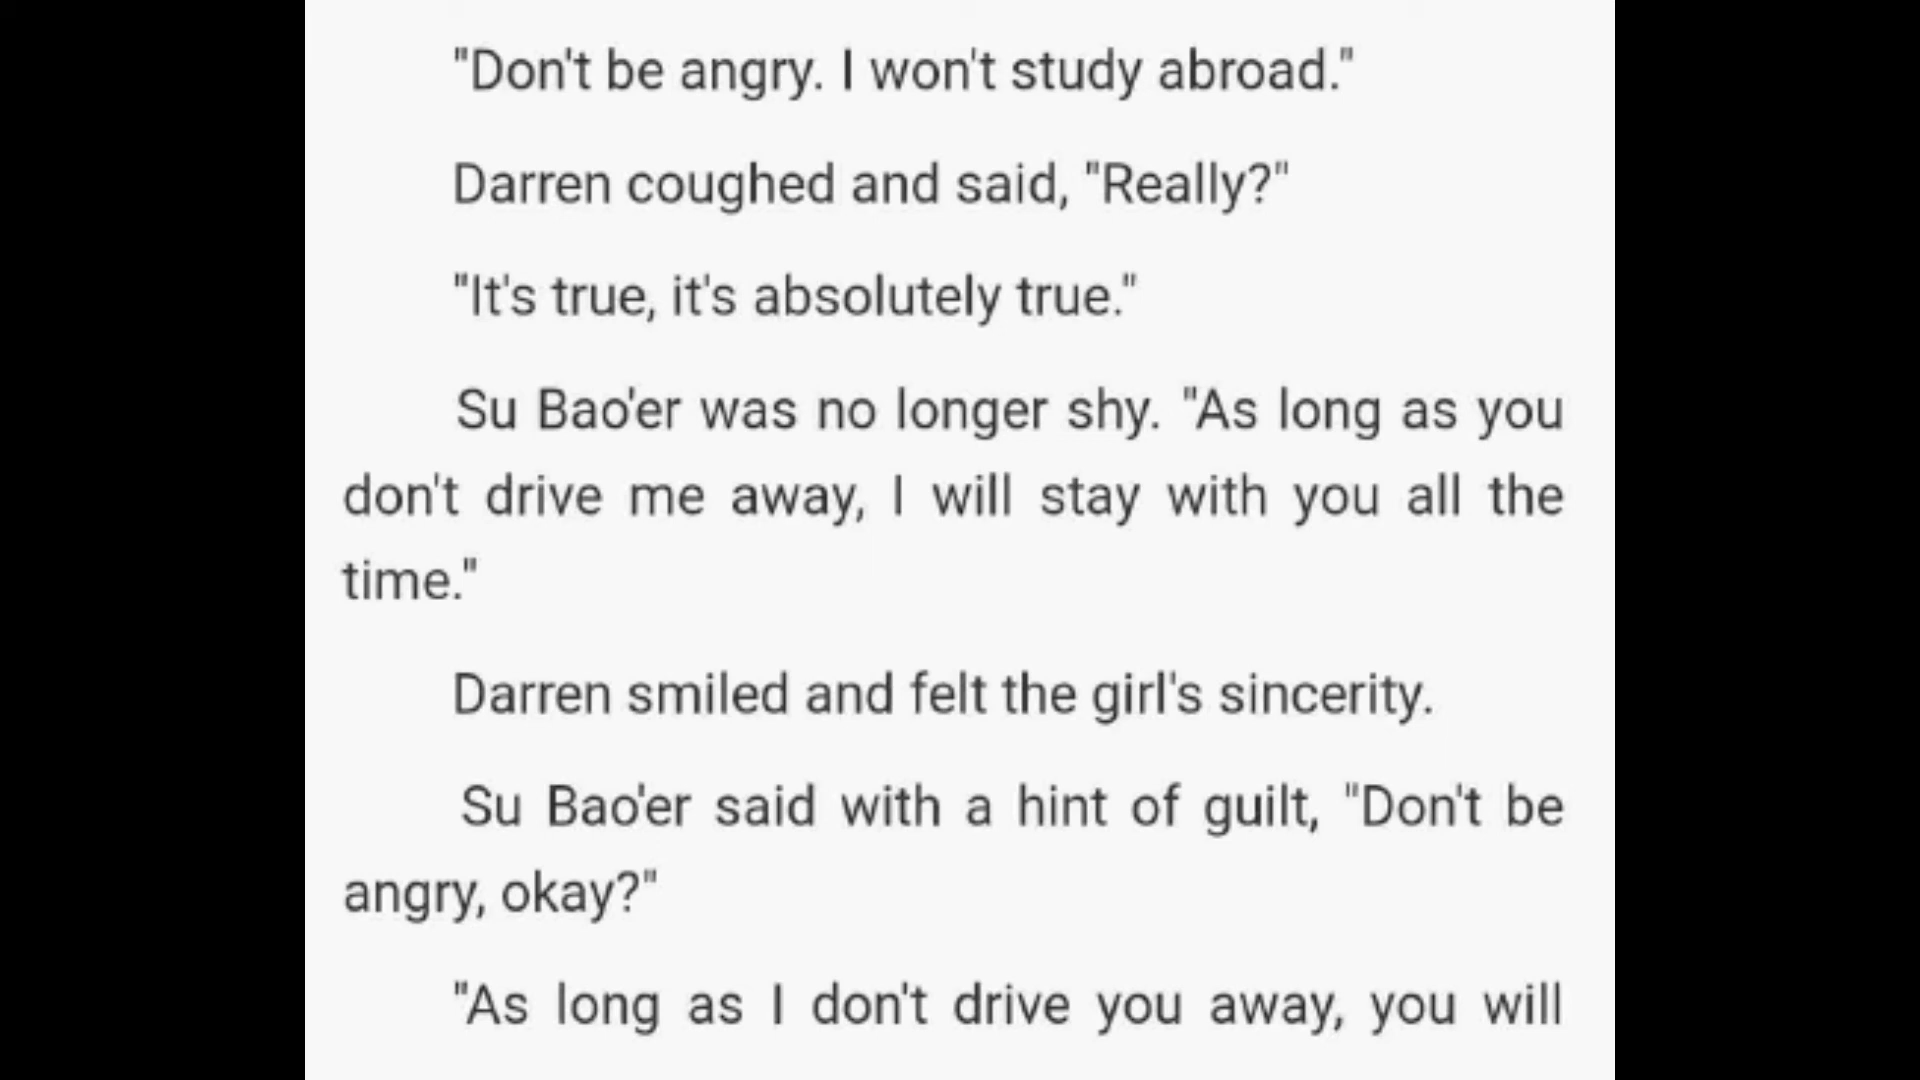 "Don't be angry. I won't study abroad."
Darren coughed and said, "Really?"
"It's true, it's absolutely true."
Su Bao'er was no longer shy. "As long as you
don't drive me away, I will stay with you all the
time."
Darren smiled and felt the girl's sincerity.
Su Bao'er said with a hint of guilt, "Don't be
angry, okay?"
"As long as I don't drive you away, you will